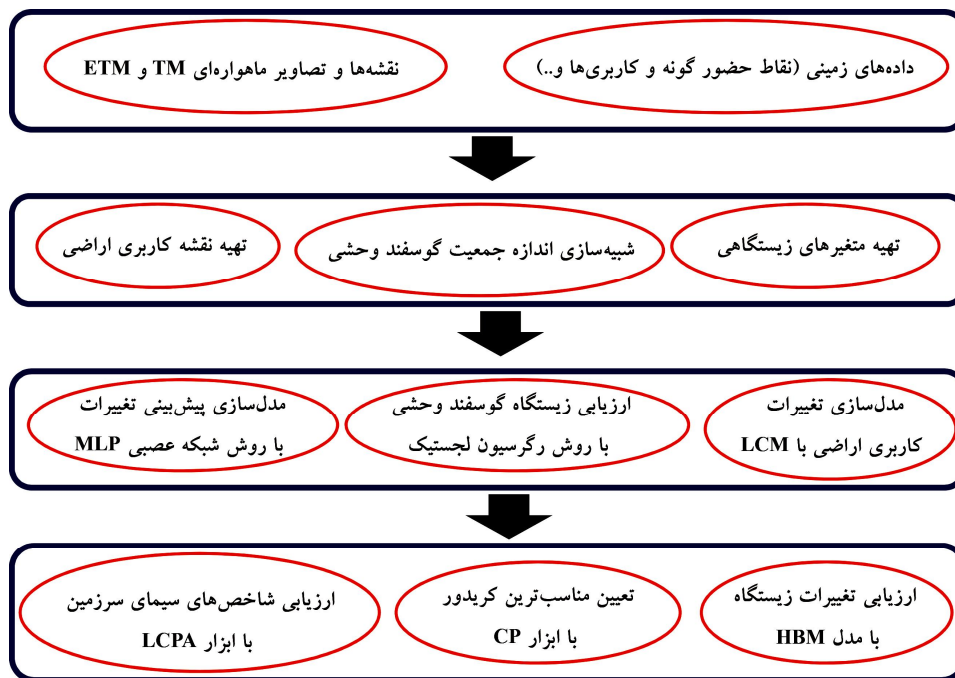 داده‌های زمینی (نقاط حضور گونه و کاربری‌ها و..)
نقشه‌ها و تصاویر ماهواره‌ای TM و ETM
تهیه متغیرهای زیستگاهی
شبیه‌سازی اندازه جمعیت گوسفند وحشی
تهیه نقشه کاربری اراضی
مدل‌سازی تغییرات
کاربری اراضی با LCM
ارزیابی زیستگاه گوسفند وحشی
با روش رگرسیون لجستیک
مدل‌سازی پیش‌بینی تغییرات
با روش شبکه عصبی MLP
ارزیابی تغییرات زیستگاه
با مدل HBM
تعیین مناسب‌ترین کریدور
با ابزار CP
ارزیابی شاخص‌های سیمای سرزمین
با ابزار LCPA